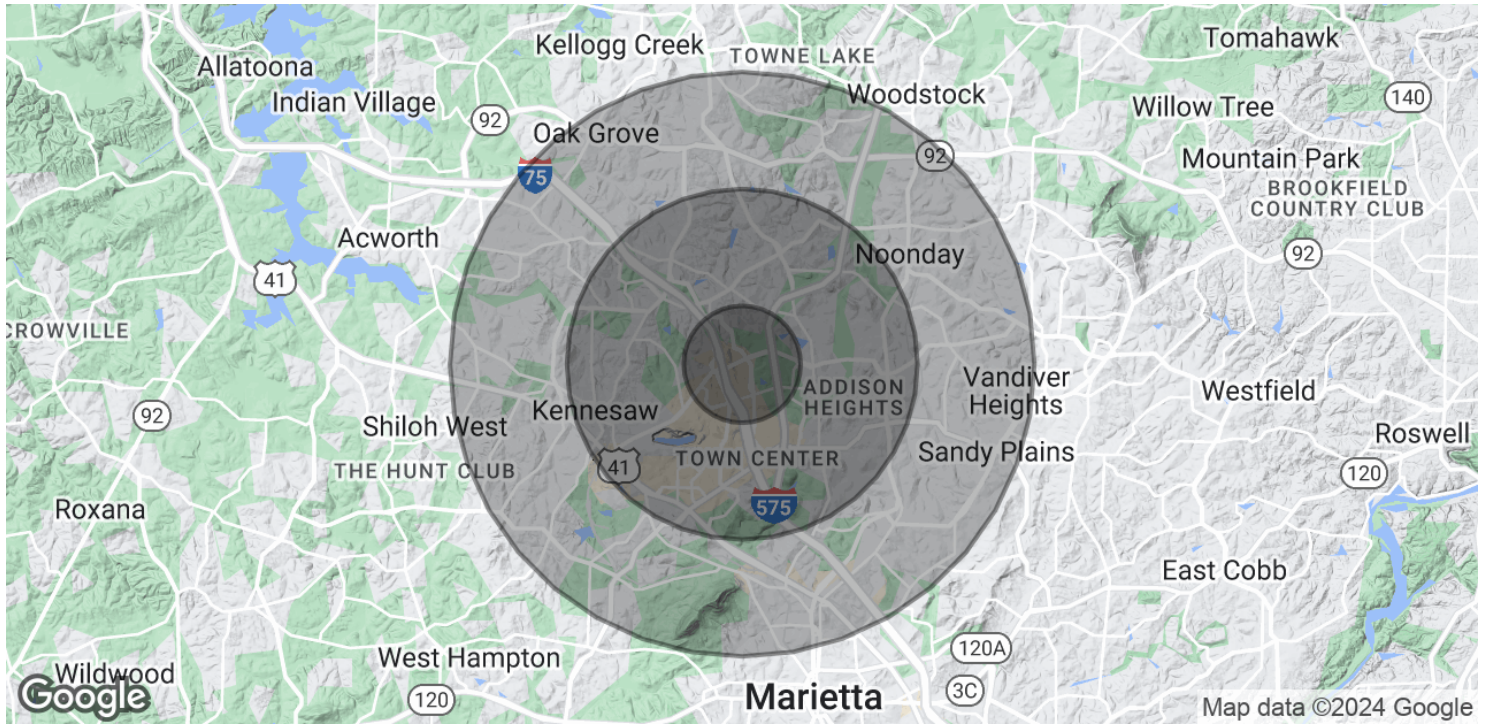 Kellogg Creek
TOWNE LAKE
Tomahawk
Allatoona
Indian Village
92
Oak Grove
Woodstock
Willow Tree
140
75
92
Mountain Park
BROOKFIELD
COUNTRY CLUB
Acworth
Noonday
92
41
CROWVILLE
ADDISON
HEIGHTS
Vandiver
Heights
Westfield
92
Shiloh West
Kennesaw
Roswell
THE HUNT CLUB
41
TOWN CENTER
Sandy Plains
120
Roxana
575
East Cobb
120A
Wildwood
West Hampton
120
Marietta
3C
Google
Map data ©2024 Google